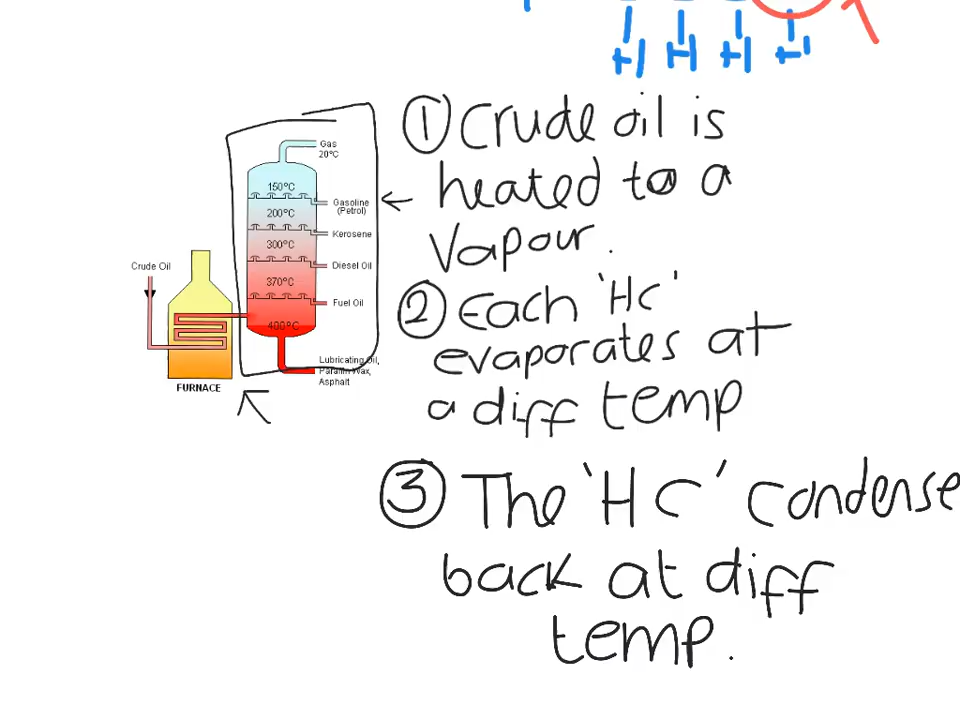 H H H H
① Crude oil is
heated to a
vapour.
② Each 'HC'
evaporates at
a diff temp
③ The 'HC' condense
back at diff
temp.
Gas
20°C
150°C
Gasoline
(Petrol)
200°C
Kerosene
300°C
Diesel Oil
370°C
Fuel Oil
400°C
Lubricating Oil,
Paraffin Wax,
Asphalt
Crude Oil
FURNACE